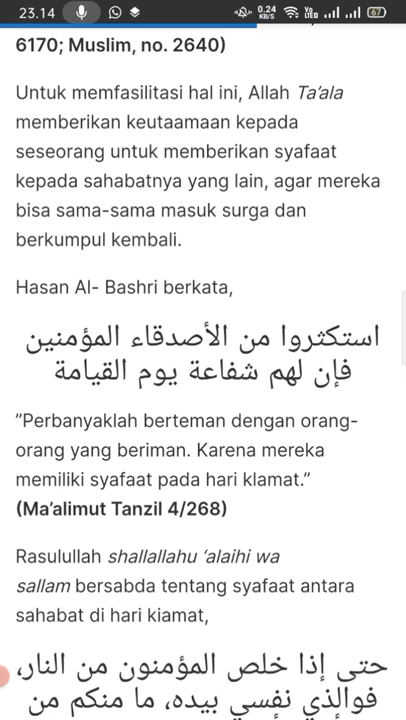 23.14
0.24
KB/S
Vo
LTED
67
6170; Muslim, no. 2640)
Untuk memfasilitasi hal ini, Allah Ta'ala
memberikan keutaamaan kepada
seseorang untuk memberikan syafaat
kepada sahabatnya yang lain, agar mereka
bisa sama-sama masuk surga dan
berkumpul kembali.
Hasan Al- Bashri berkata,
استكثروا من الأصدقاء المؤمنين
فإن لهم شفاعة يوم القيامة
”Perbanyaklah berteman dengan orang-
orang yang beriman. Karena mereka
memiliki syafaat pada hari klamat.”
(Ma’alimut Tanzil 4/268)
Rasulullah shallallahu ‘alaihi wa
sallam bersabda tentang syafaat antara
sahabat di hari kiamat,
حتى إذا خلص المؤمنون من النار،
فوالذي نفسي بيده، ما منكم من